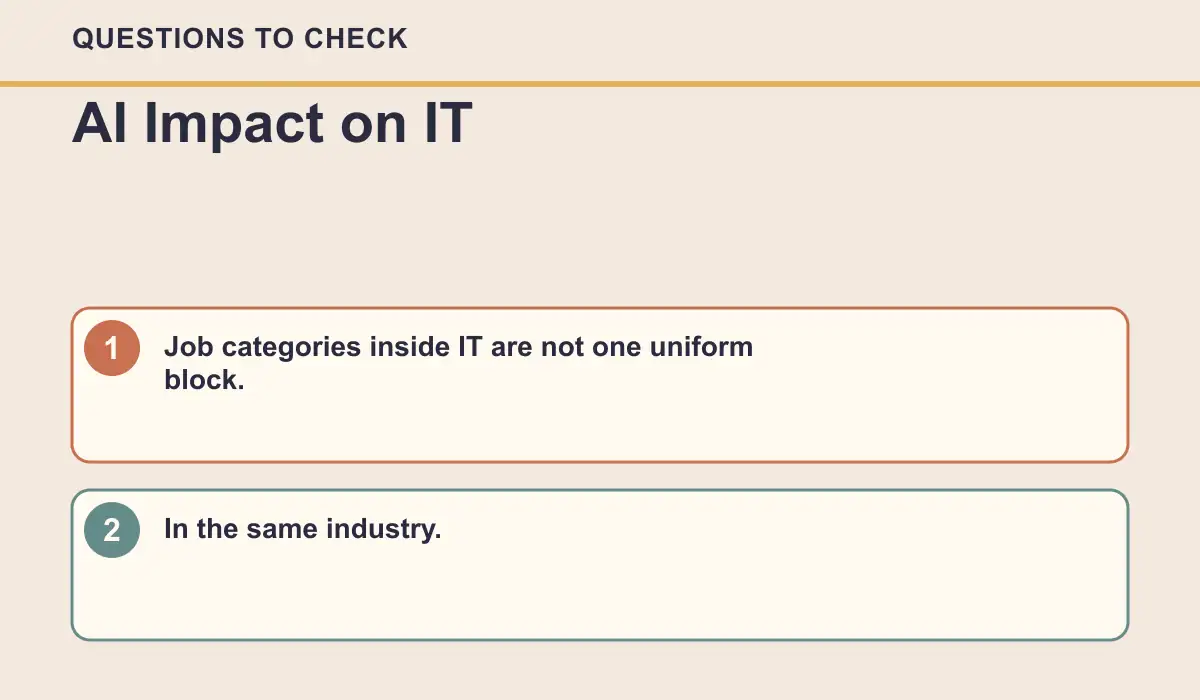 QUESTIONS TO CHECK
AI Impact on IT
1
Job categories inside IT are not one uniform
block.
2
In the same industry.